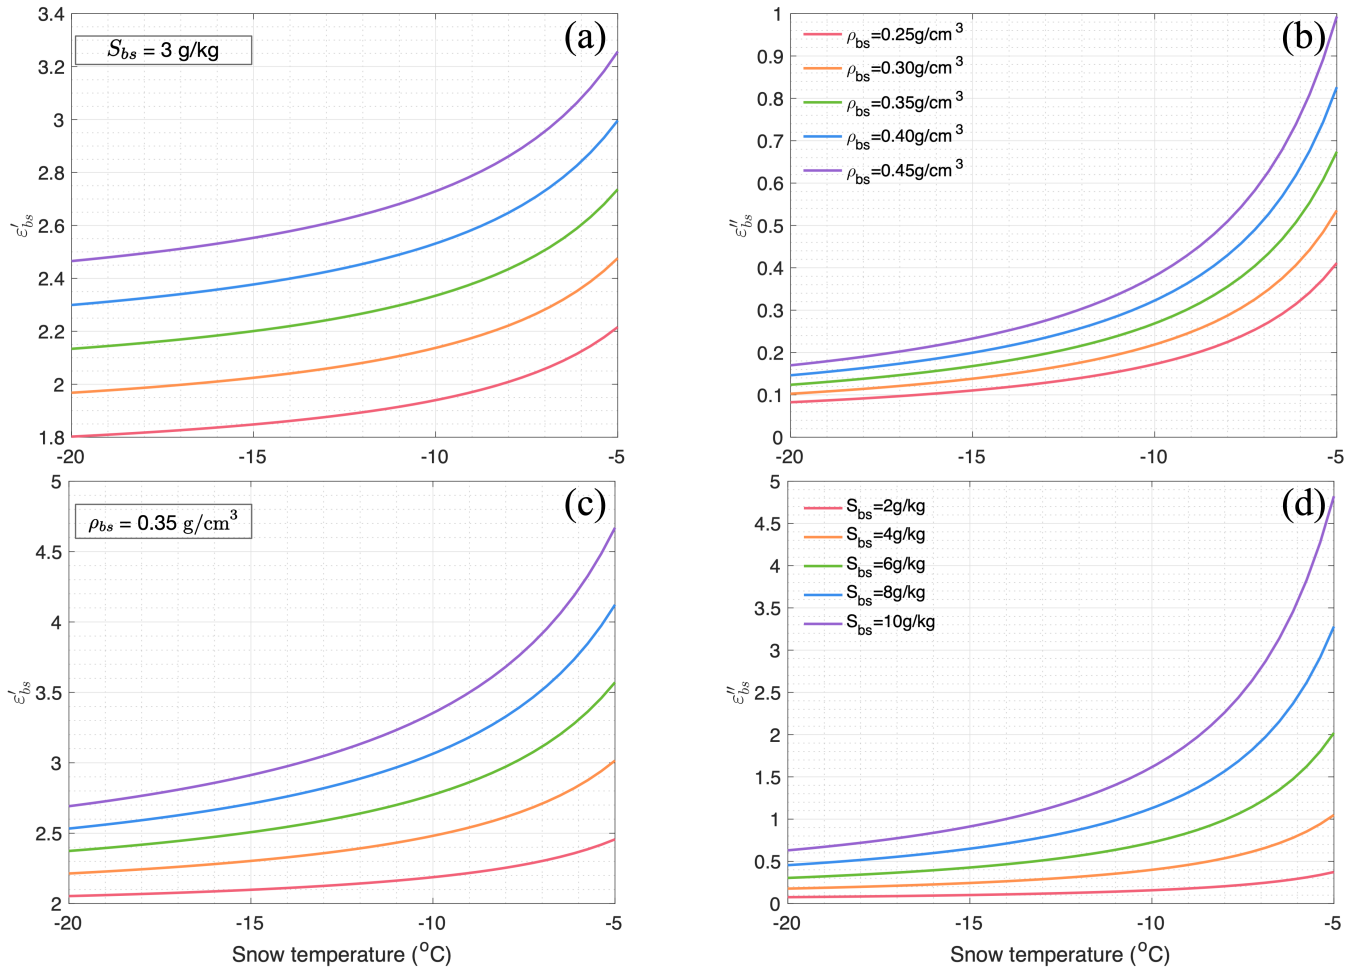 (a)
S_bs = 3 g/kg
3.4
3.2
3
2.8
2.6
2.4
2.2
2
1.8
ε′_bs
-20
-15
-10
-5
(b)
ρ_bs=0.25g/cm³
ρ_bs=0.30g/cm³
ρ_bs=0.35g/cm³
ρ_bs=0.40g/cm³
ρ_bs=0.45g/cm³
1
0.9
0.8
0.7
0.6
0.5
0.4
0.3
0.2
0.1
0
ε″_bs
-20
-15
-10
-5
(c)
ρ_bs = 0.35 g/cm³
5
4.5
4
3.5
3
2.5
2
ε′_bs
-20
-15
-10
-5
Snow temperature (°C)
(d)
S_bs=2g/kg
S_bs=4g/kg
S_bs=6g/kg
S_bs=8g/kg
S_bs=10g/kg
5
4.5
4
3.5
3
2.5
2
1.5
1
0.5
0
ε″_bs
-20
-15
-10
-5
Snow temperature (°C)